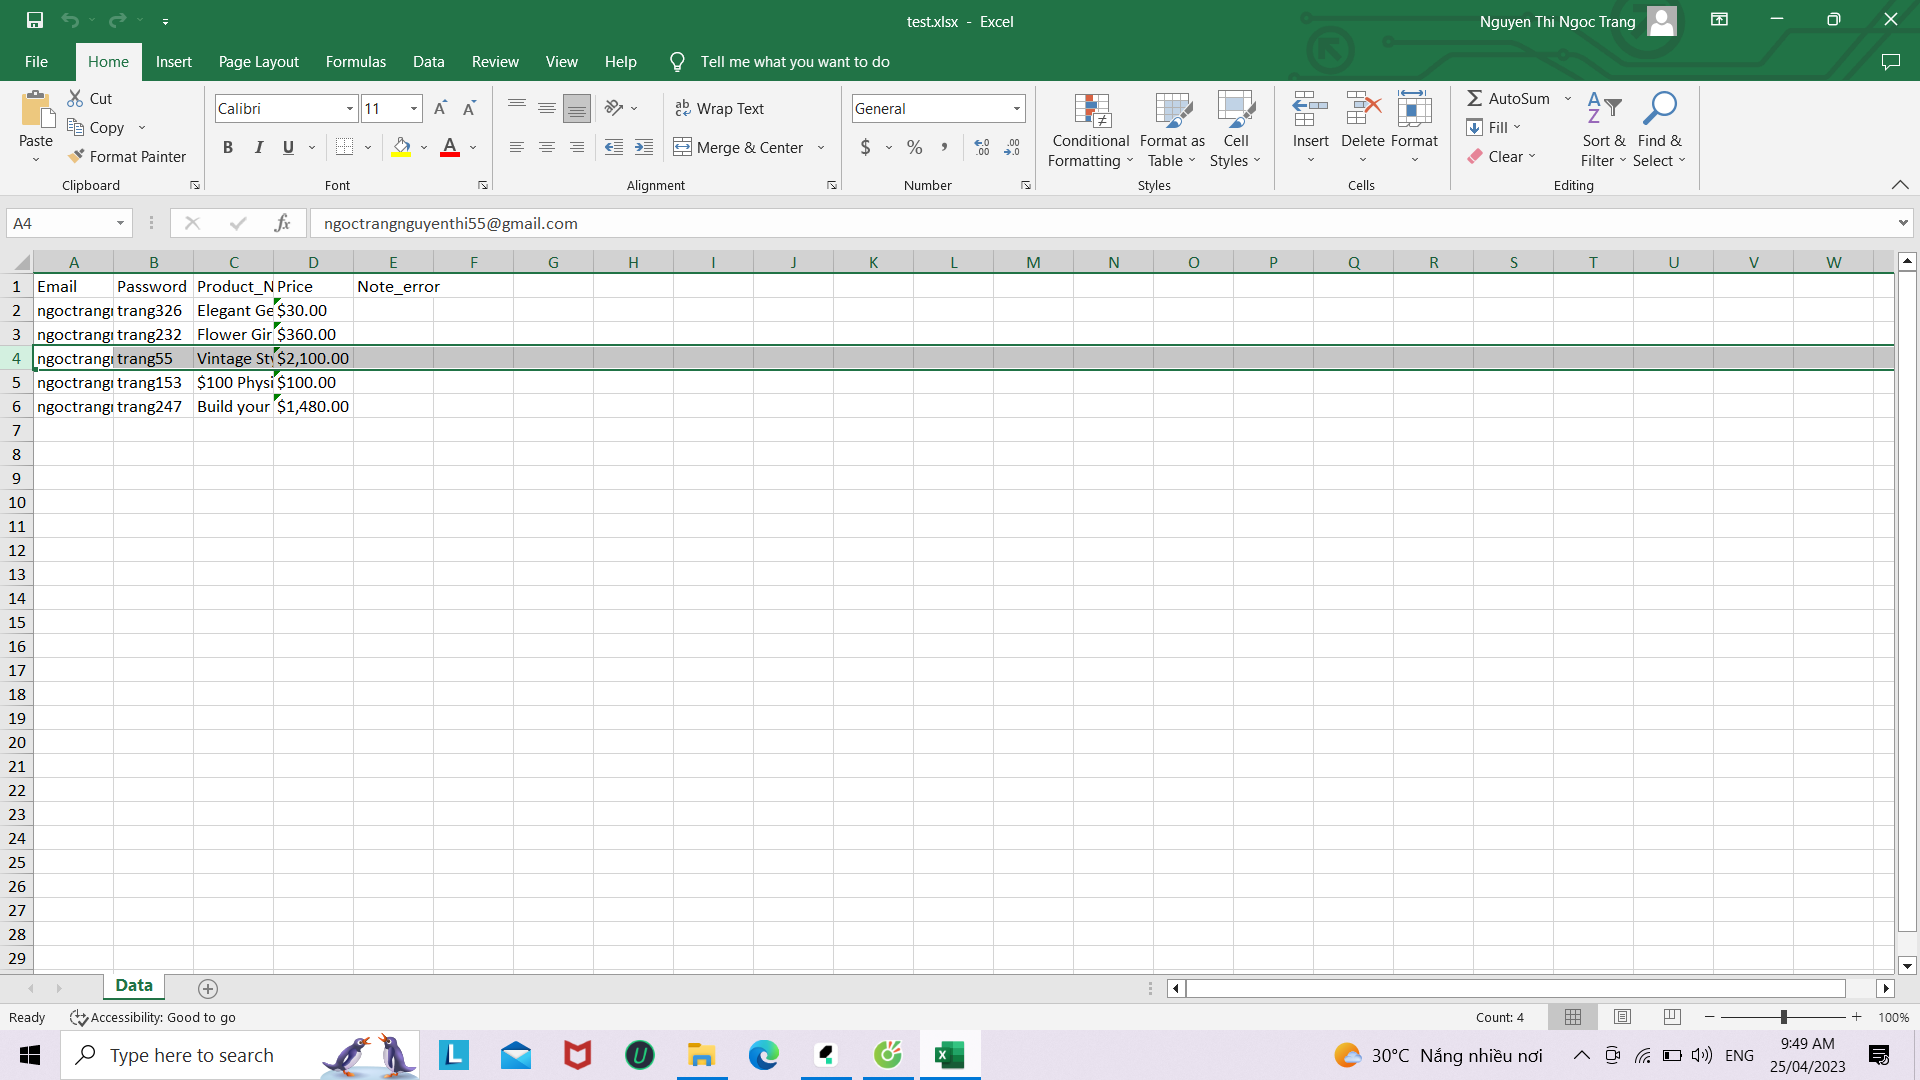 test.xlsx - Excel
Nguyen Thi Ngoc Trang
File Home Insert Page Layout Formulas Data Review View Help Tell me what you want to do
Paste
Cut
Copy
Format Painter
Clipboard
Calibri 11
B I U
Font
Wrap Text
Merge & Center
Alignment
General
$ % ,
Number
Conditional Formatting
Format as Table
Cell Styles
Styles
Insert Delete Format
Cells
AutoSum
Fill
Clear
Sort & Filter
Find & Select
Editing
A4 fx ngoctrangnguyenthi55@gmail.com
A B C D E F G H I J K L M N O P Q R S T U V W
1 Email Password Product_N Price Note_error
2 ngoctrangn trang326 Elegant Ge $30.00
3 ngoctrangn trang232 Flower Gir $360.00
4 ngoctrangn trang55 Vintage Sty $2,100.00
5 ngoctrangn trang153 $100 Physi $100.00
6 ngoctrangn trang247 Build your $1,480.00
7
8
9
10
11
12
13
14
15
16
17
18
19
20
21
22
23
24
25
26
27
28
29
Data
Ready Accessibility: Good to go Count: 4 100%
Type here to search
30°C Nắng nhiều nơi ENG
9:49 AM
25/04/2023